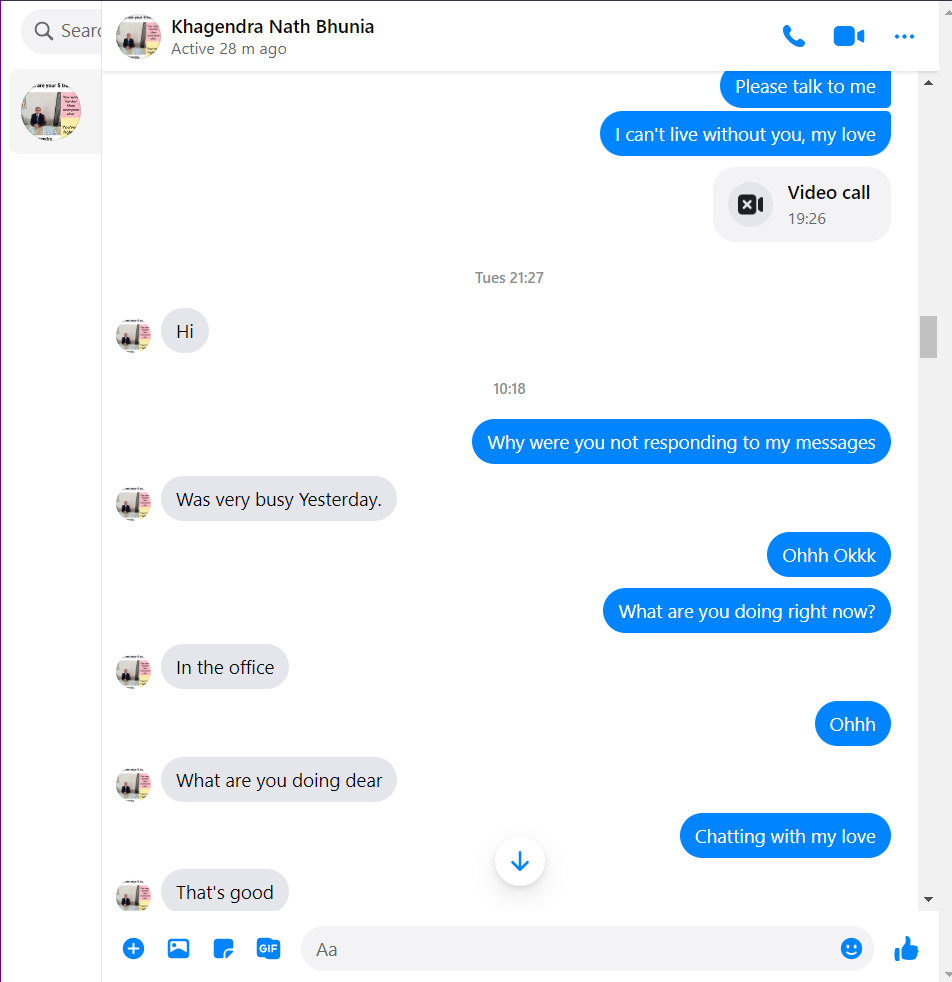 Searc
Khagendra Nath Bhunia
Active 28 m ago
Please talk to me
I can't live without you, my love
Video call
19:26
Tues 21:27
Hi
10:18
Why were you not responding to my messages
Was very busy Yesterday.
Ohhh Okkk
What are you doing right now?
In the office
Ohhh
What are you doing dear
Chatting with my love
That's good
GIF
Aa